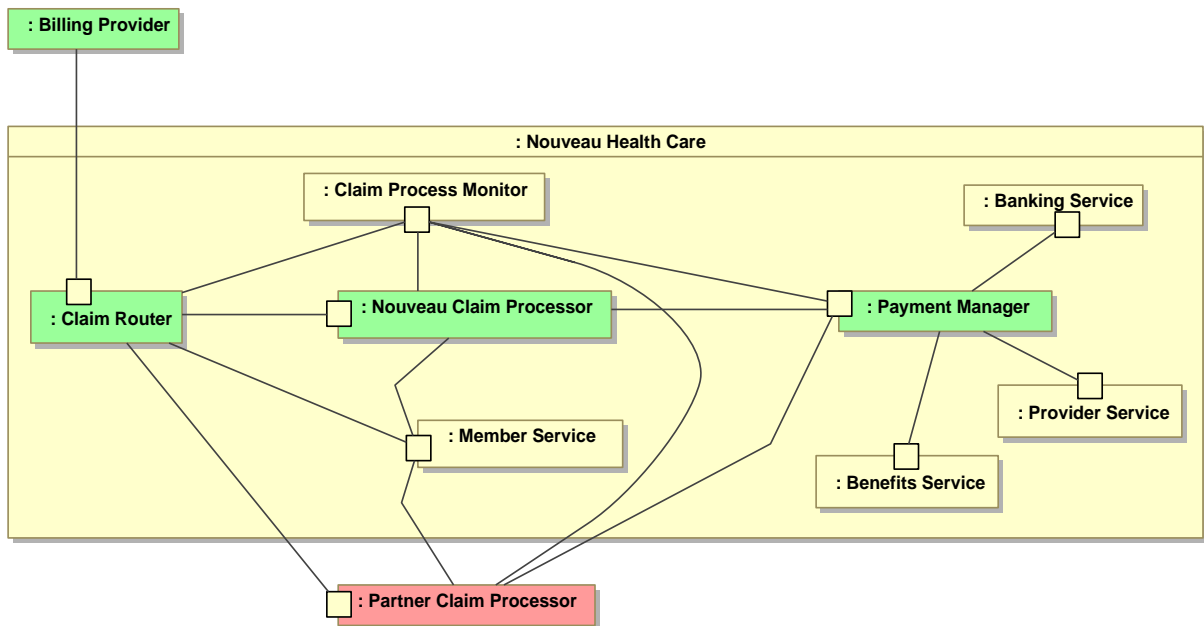 : Billing Provider
: Nouveau Health Care
: Claim Process Monitor
: Banking Service
: Claim Router
: Nouveau Claim Processor
: Payment Manager
: Member Service
: Provider Service
: Benefits Service
: Partner Claim Processor